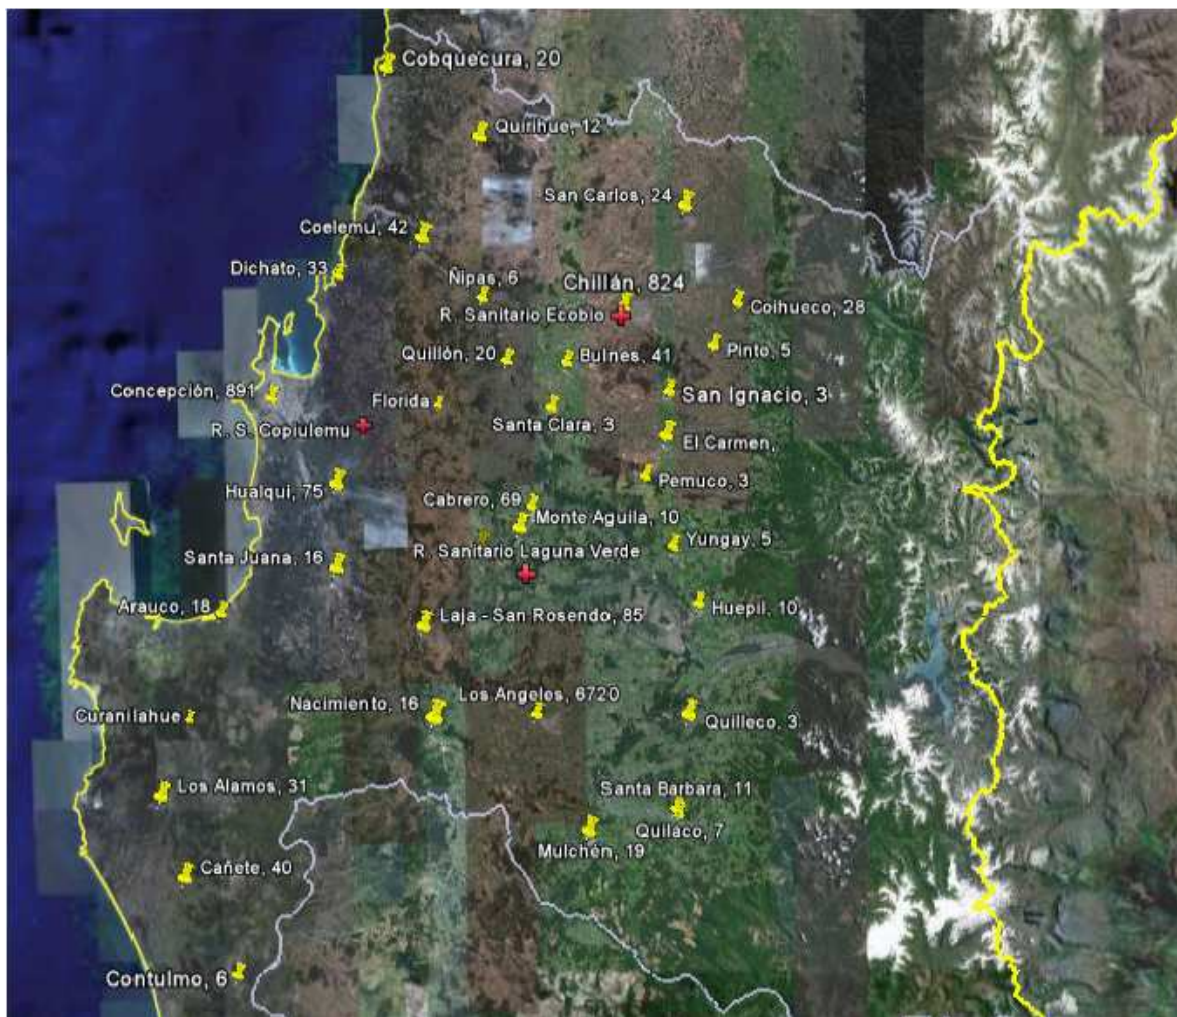 Cobquecura, 20
Quirihue, 12
San Carlos, 24
Coelemu, 42
Dichato, 33
Ñipas, 6
Chillán, 824
Coihueco, 28
R. Sanitario Ecobio
Quillón, 20
Bulnes, 41
Pinto, 5
Concepción, 891
Florida
San Ignacio, 3
R. S. Copiulemu
Santa Clara, 3
El Carmen,
Hualqui, 75
Cabrero, 69
Pemuco, 3
Monte Aguila, 10
Santa Juana, 16
R. Sanitario Laguna Verde
Yungay, 5
Arauco, 18
Laja - San Rosendo, 85
Huepil, 10
Curanilahue
Nacimiento, 16
Los Angeles, 6720
Quilleco, 3
Los Alamos, 31
Santa Barbara, 11
Quilaco, 7
Mulchén, 19
Cañete, 40
Contulmo, 6